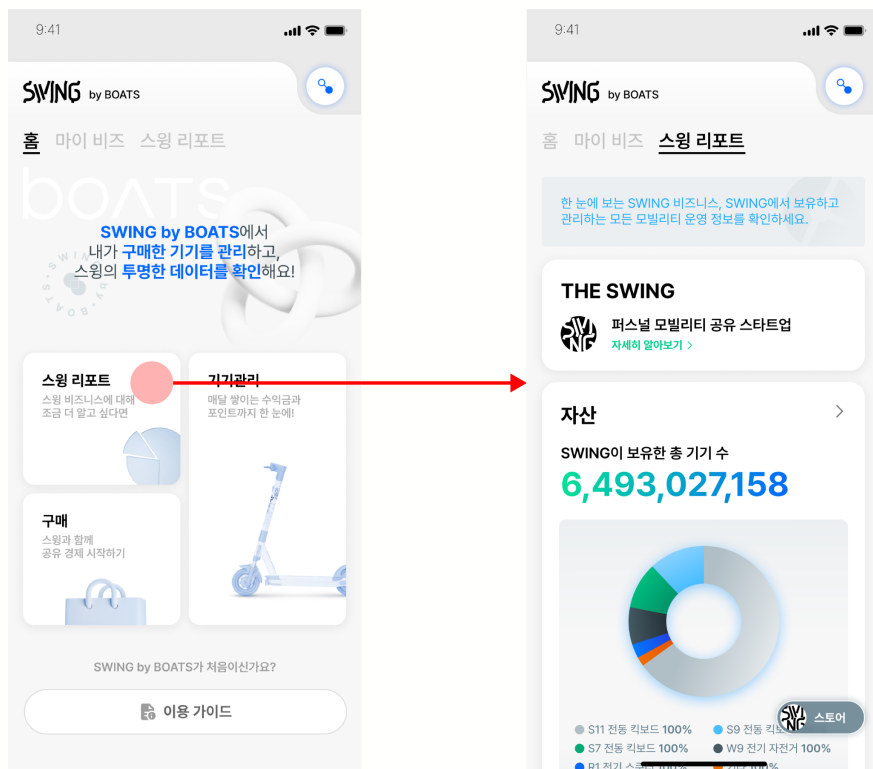 9:41
SWING by BOATS
홈 마이 비즈 스윙 리포트
boats
SWING by BOATS에서
내가 구매한 기기를 관리하고,
스윙의 투명한 데이터를 확인해요!
SWING by BOATS
스윙 리포트
스윙 비즈니스에 대해
조금 더 알고 싶다면
기기관리
매달 쌓이는 수익금과
포인트까지 한 눈에!
구매
스윙과 함께
공유 경제 시작하기
SWING by BOATS가 처음이신가요?
이용 가이드
9:41
SWING by BOATS
홈 마이 비즈 스윙 리포트
한 눈에 보는 SWING 비즈니스, SWING에서 보유하고
관리하는 모든 모빌리티 운영 정보를 확인하세요.
THE SWING
SWING
퍼스널 모빌리티 공유 스타트업
자세히 알아보기 >
자산 >
SWING이 보유한 총 기기 수
6,493,027,158
S11 전동 킥보드 100% S9 전동
SWING 스토어
S7 전동 킥보드 100% W9 전기 자전거 100%
R1 전기 100% 100%